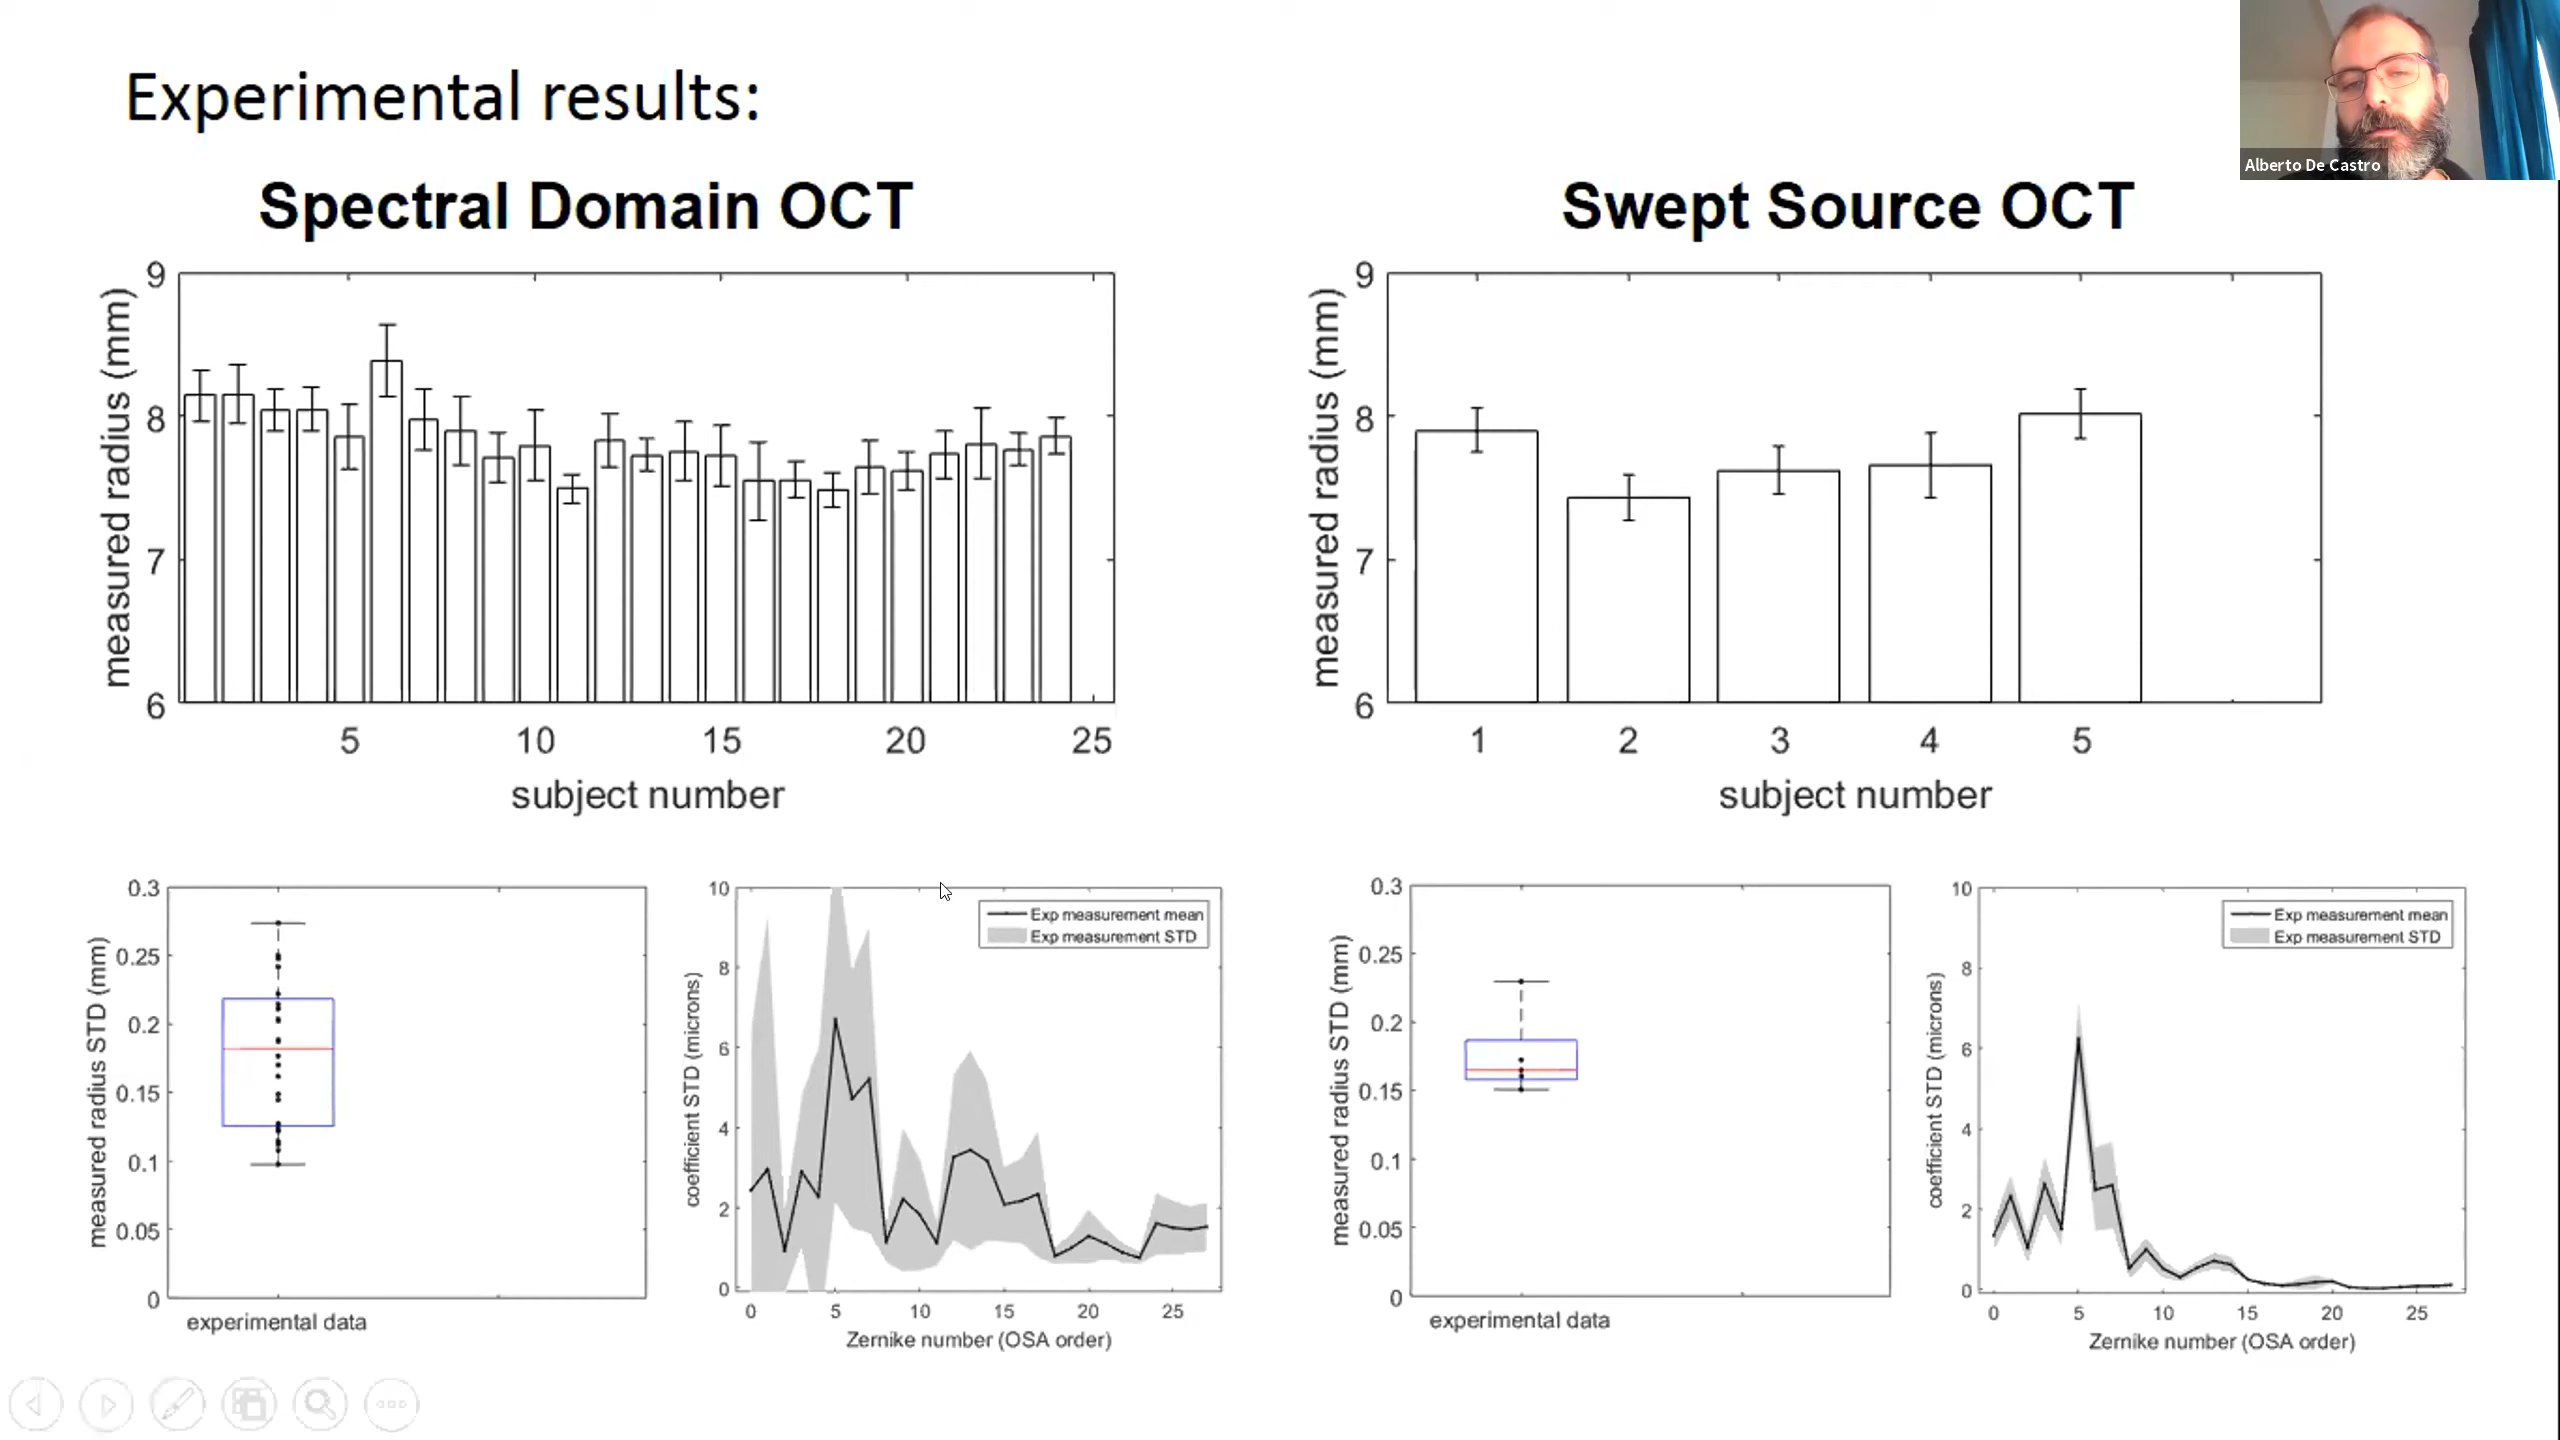 Experimental results:
Alberto De Castro
Spectral Domain OCT
9
8
7
6
measured radius (mm)
5 10 15 20 25
subject number
Swept Source OCT
9
8
7
6
measured radius (mm)
1 2 3 4 5
subject number
0.3
0.25
0.2
0.15
0.1
0.05
0
measured radius STD (mm)
experimental data
10
8
6
4
2
0
coefficient STD (microns)
Exp measurement mean
Exp measurement STD
0 5 10 15 20 25
Zernike number (OSA order)
0.3
0.25
0.2
0.15
0.1
0.05
0
measured radius STD (mm)
experimental data
10
8
6
4
2
0
coefficient STD (microns)
Exp measurement mean
Exp measurement STD
0 5 10 15 20 25
Zernike number (OSA order)